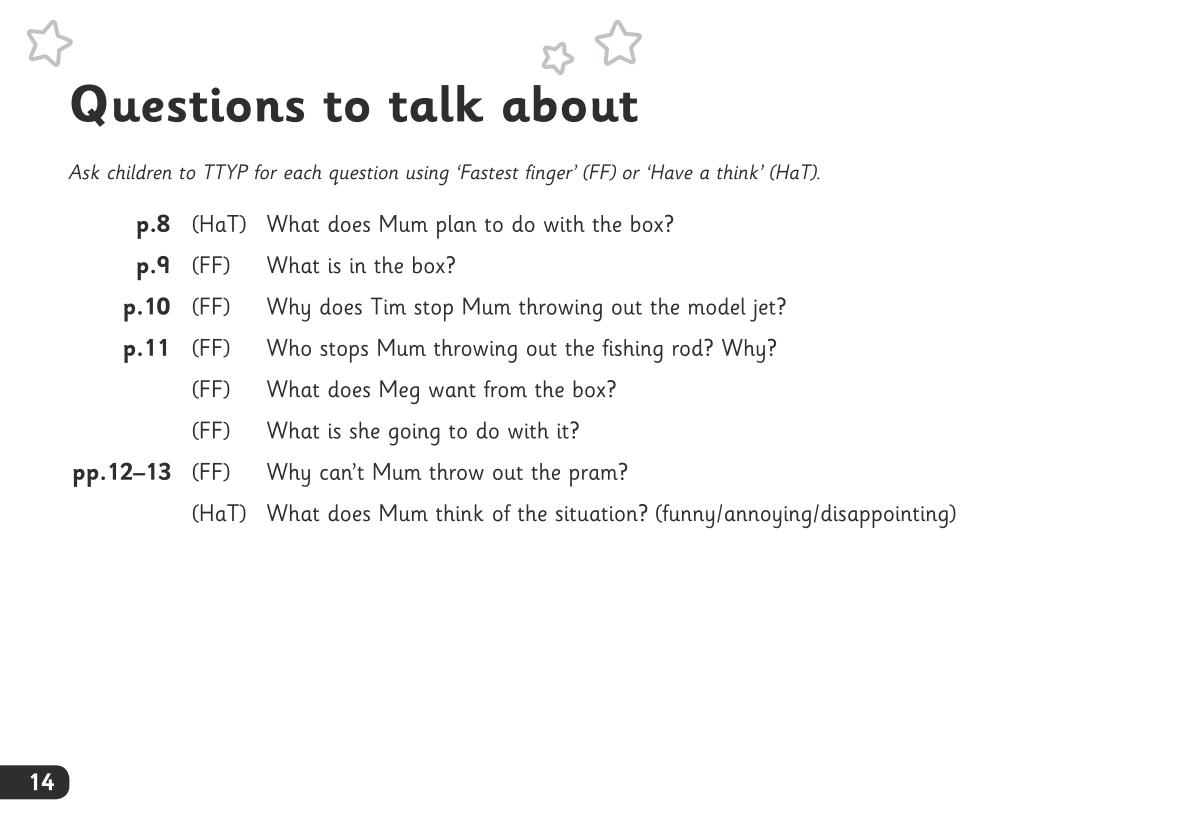 Questions to talk about
Ask children to TTYP for each question using ‘Fastest finger’ (FF) or ‘Have a think’ (HaT).
p.8 (HaT) What does Mum plan to do with the box?
p.9 (FF) What is in the box?
p.10 (FF) Why does Tim stop Mum throwing out the model jet?
p.11 (FF) Who stops Mum throwing out the fishing rod? Why?
(FF) What does Meg want from the box?
(FF) What is she going to do with it?
pp.12–13 (FF) Why can’t Mum throw out the pram?
(HaT) What does Mum think of the situation? (funny/annoying/disappointing)
14